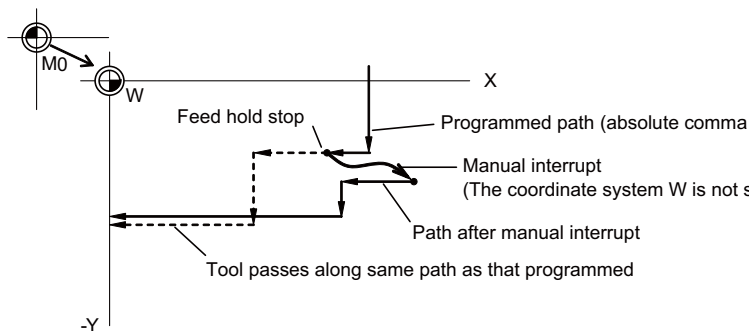 M0
W
X
Feed hold stop
Programmed path (absolute comma
Manual interrupt
(The coordinate system W is not s
Path after manual interrupt
Tool passes along same path as that programmed
-Y